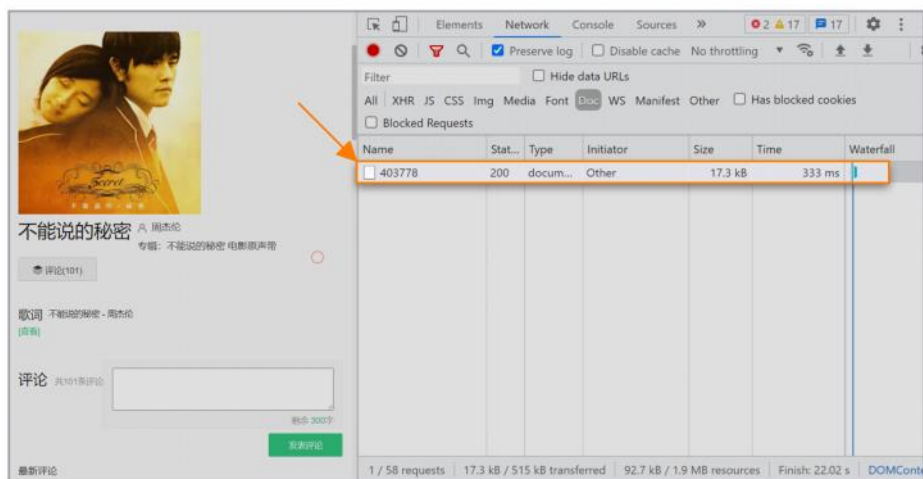 Secret
不能说的秘密
周杰伦
专辑：不能说的秘密 电影原声带
评论(101)
歌词 不能说的秘密 - 周杰伦
[查看]
评论 共101条评论
剩余 300字
发表评论
最新评论
Elements Network Console Sources » 2 17 17
Preserve log Disable cache No throttling
Filter Hide data URLs
All XHR JS CSS Img Media Font Doc WS Manifest Other Has blocked cookies
Blocked Requests
Name Stat... Type Initiator Size Time Waterfall
403778 200 docum... Other 17.3 kB 333 ms
1 / 58 requests 17.3 kB / 515 kB transferred 92.7 kB / 1.9 MB resources Finish: 22.02 s DOMConte